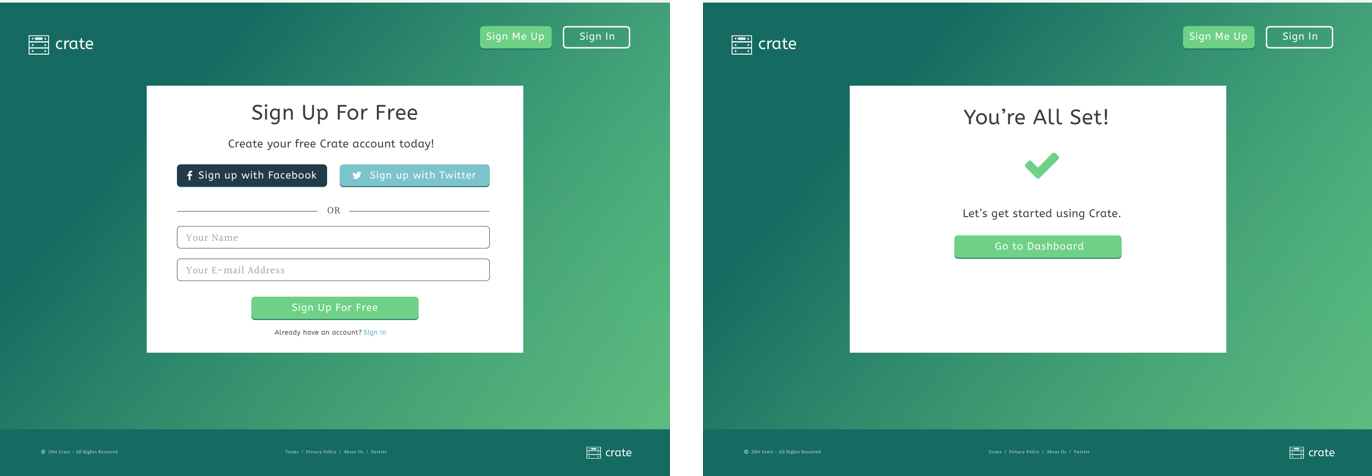 crate
Sign Me Up
Sign In
Sign Up For Free
Create your free Crate account today!
Sign up with Facebook
Sign up with Twitter
OR
Your Name
Your E-mail Address
Sign Up For Free
Already have an account? Sign In
© 2016 Crate - All Rights Reserved.
Terms | Privacy Policy | About Us | Twitter
crate
crate
Sign Me Up
Sign In
You're All Set!
Let's get started using Crate.
Go to Dashboard
© 2016 Crate - All Rights Reserved.
Terms | Privacy Policy | About Us | Twitter
crate